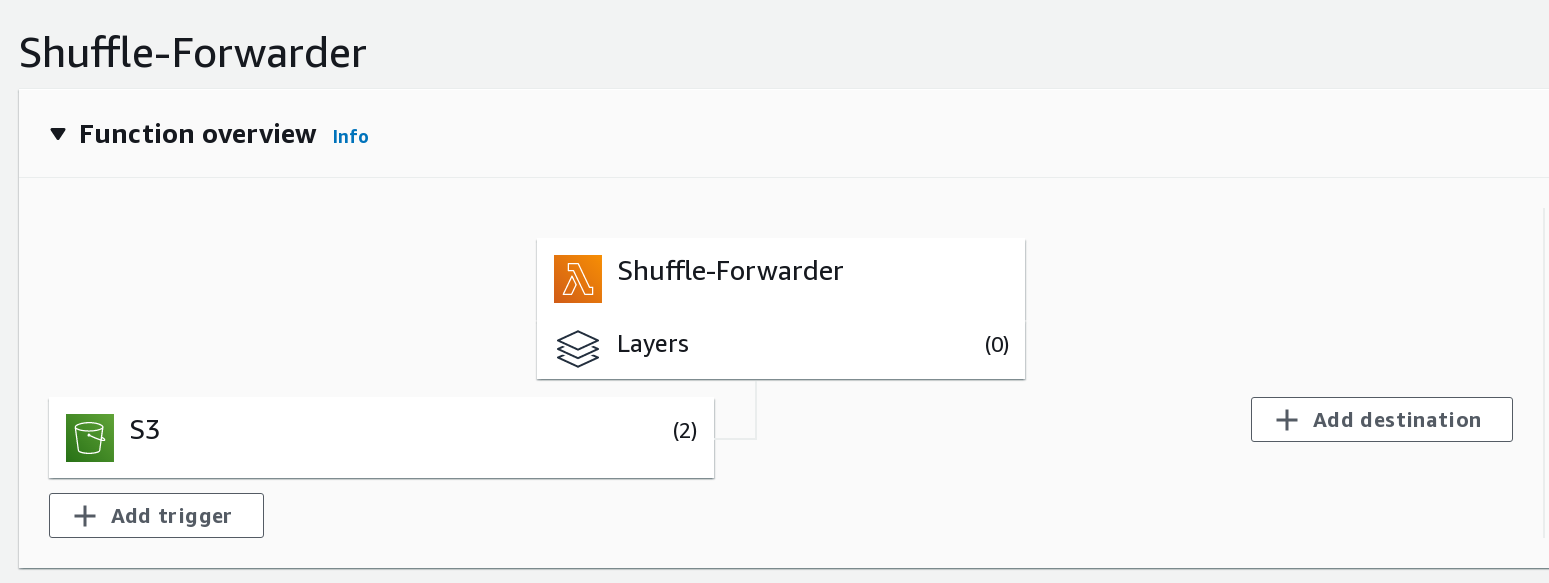 Shuffle-Forwarder
Function overview Info
Shuffle-Forwarder
Layers (0)
S3 (2)
Add destination
Add trigger